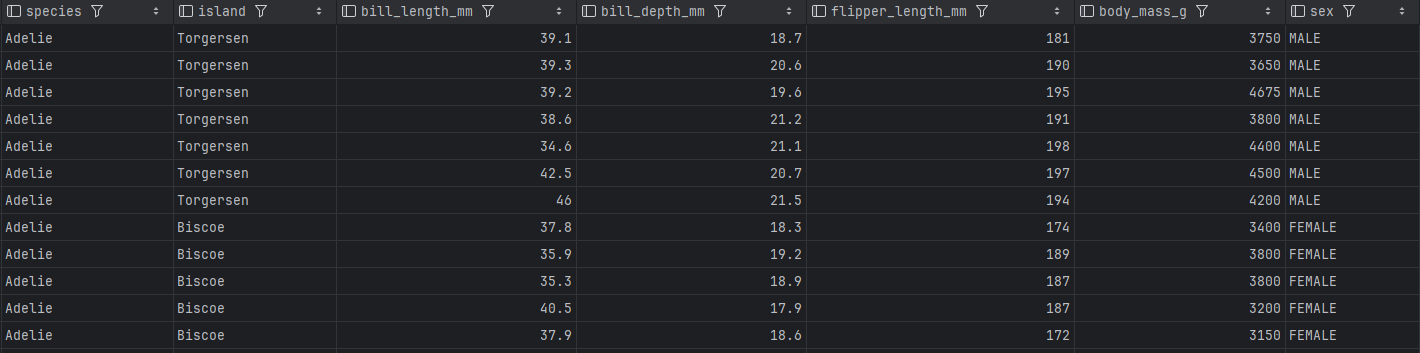 species island bill_length_mm bill_depth_mm flipper_length_mm body_mass_g sex
Adelie Torgersen 39.1 18.7 181 3750 MALE
Adelie Torgersen 39.3 20.6 190 3650 MALE
Adelie Torgersen 39.2 19.6 195 4675 MALE
Adelie Torgersen 38.6 21.2 191 3800 MALE
Adelie Torgersen 34.6 21.1 198 4400 MALE
Adelie Torgersen 42.5 20.7 197 4500 MALE
Adelie Torgersen 46 21.5 194 4200 MALE
Adelie Biscoe 37.8 18.3 174 3400 FEMALE
Adelie Biscoe 35.9 19.2 189 3800 FEMALE
Adelie Biscoe 35.3 18.9 187 3800 FEMALE
Adelie Biscoe 40.5 17.9 187 3200 FEMALE
Adelie Biscoe 37.9 18.6 172 3150 FEMALE